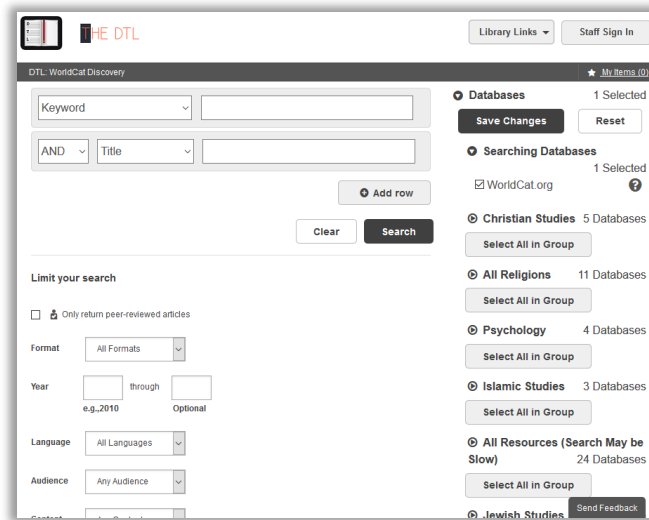 THE DTL
Library Links
Staff Sign In
DTL: WorldCat Discovery
My Items (0)
Keyword
AND
Title
Add row
Clear
Search
Limit your search
Only return peer-reviewed articles
Format
All Formats
Year
through
e.g.,2010
Optional
Language
All Languages
Audience
Any Audience
Databases
1 Selected
Save Changes
Reset
Searching Databases
1 Selected
WorldCat.org
Christian Studies 5 Databases
Select All in Group
All Religions 11 Databases
Select All in Group
Psychology 4 Databases
Select All in Group
Islamic Studies 3 Databases
Select All in Group
All Resources (Search May be
Slow) 24 Databases
Select All in Group
Jewish Studies
Send Feedback